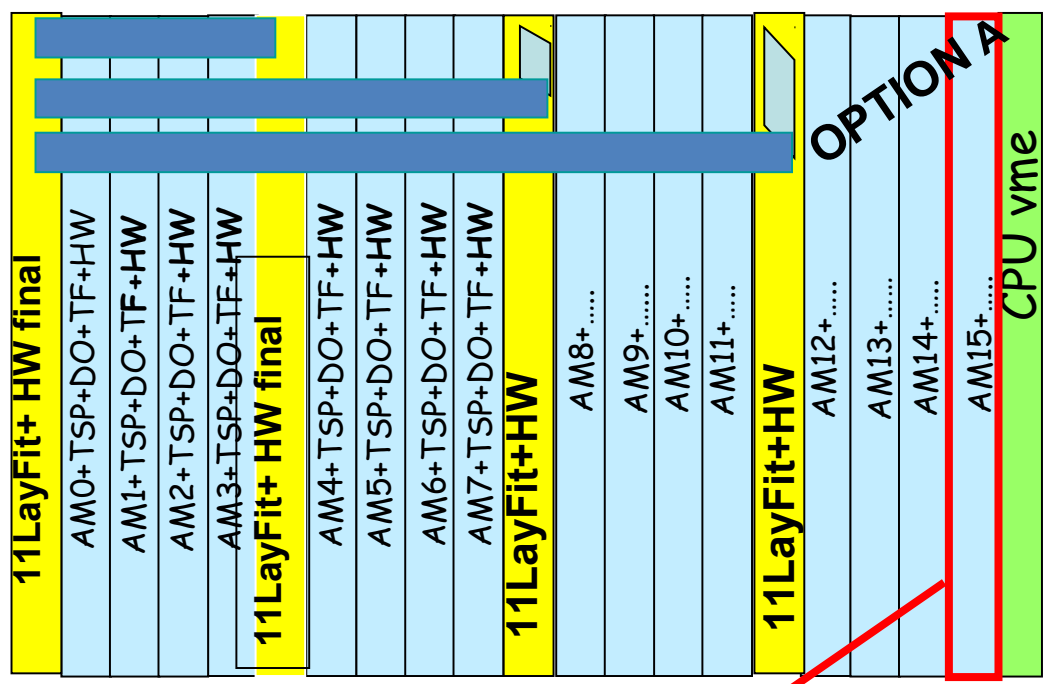 11LayFit+ HW final
AM0+TSP+DO+TF+HW
AM1+TSP+DO+TF+HW
AM2+TSP+DO+TF+HW
AM3+TSP+DO+TF+HW
11LayFit+ HW final
AM4+TSP+DO+TF+HW
AM5+TSP+DO+TF+HW
AM6+TSP+DO+TF+HW
AM7+TSP+DO+TF+HW
11LayFit+HW
AM8+.....
AM9+......
AM10+.....
AM11+.....
11LayFit+HW
AM12+.....
AM13+......
AM14+.....
AM15+.....
CPU vme
OPTION A